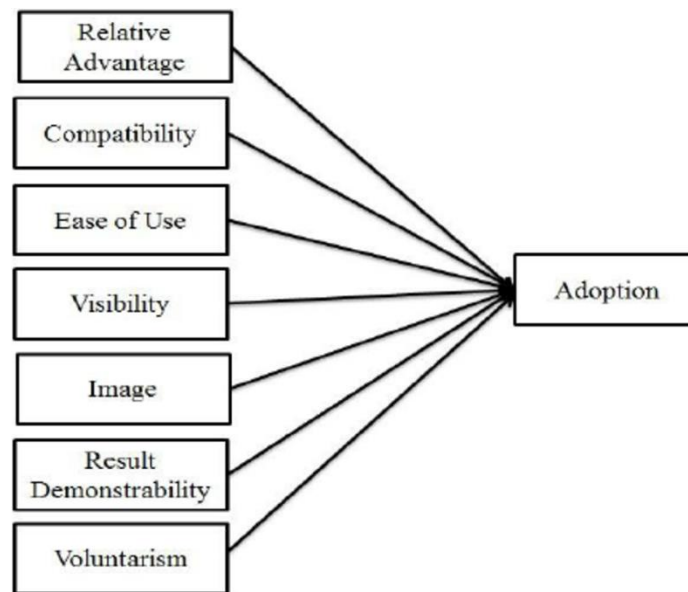 Relative
Advantage
Compatibility
Ease of Use
Visibility
Adoption
Image
Result
Demonstrability
Voluntarism